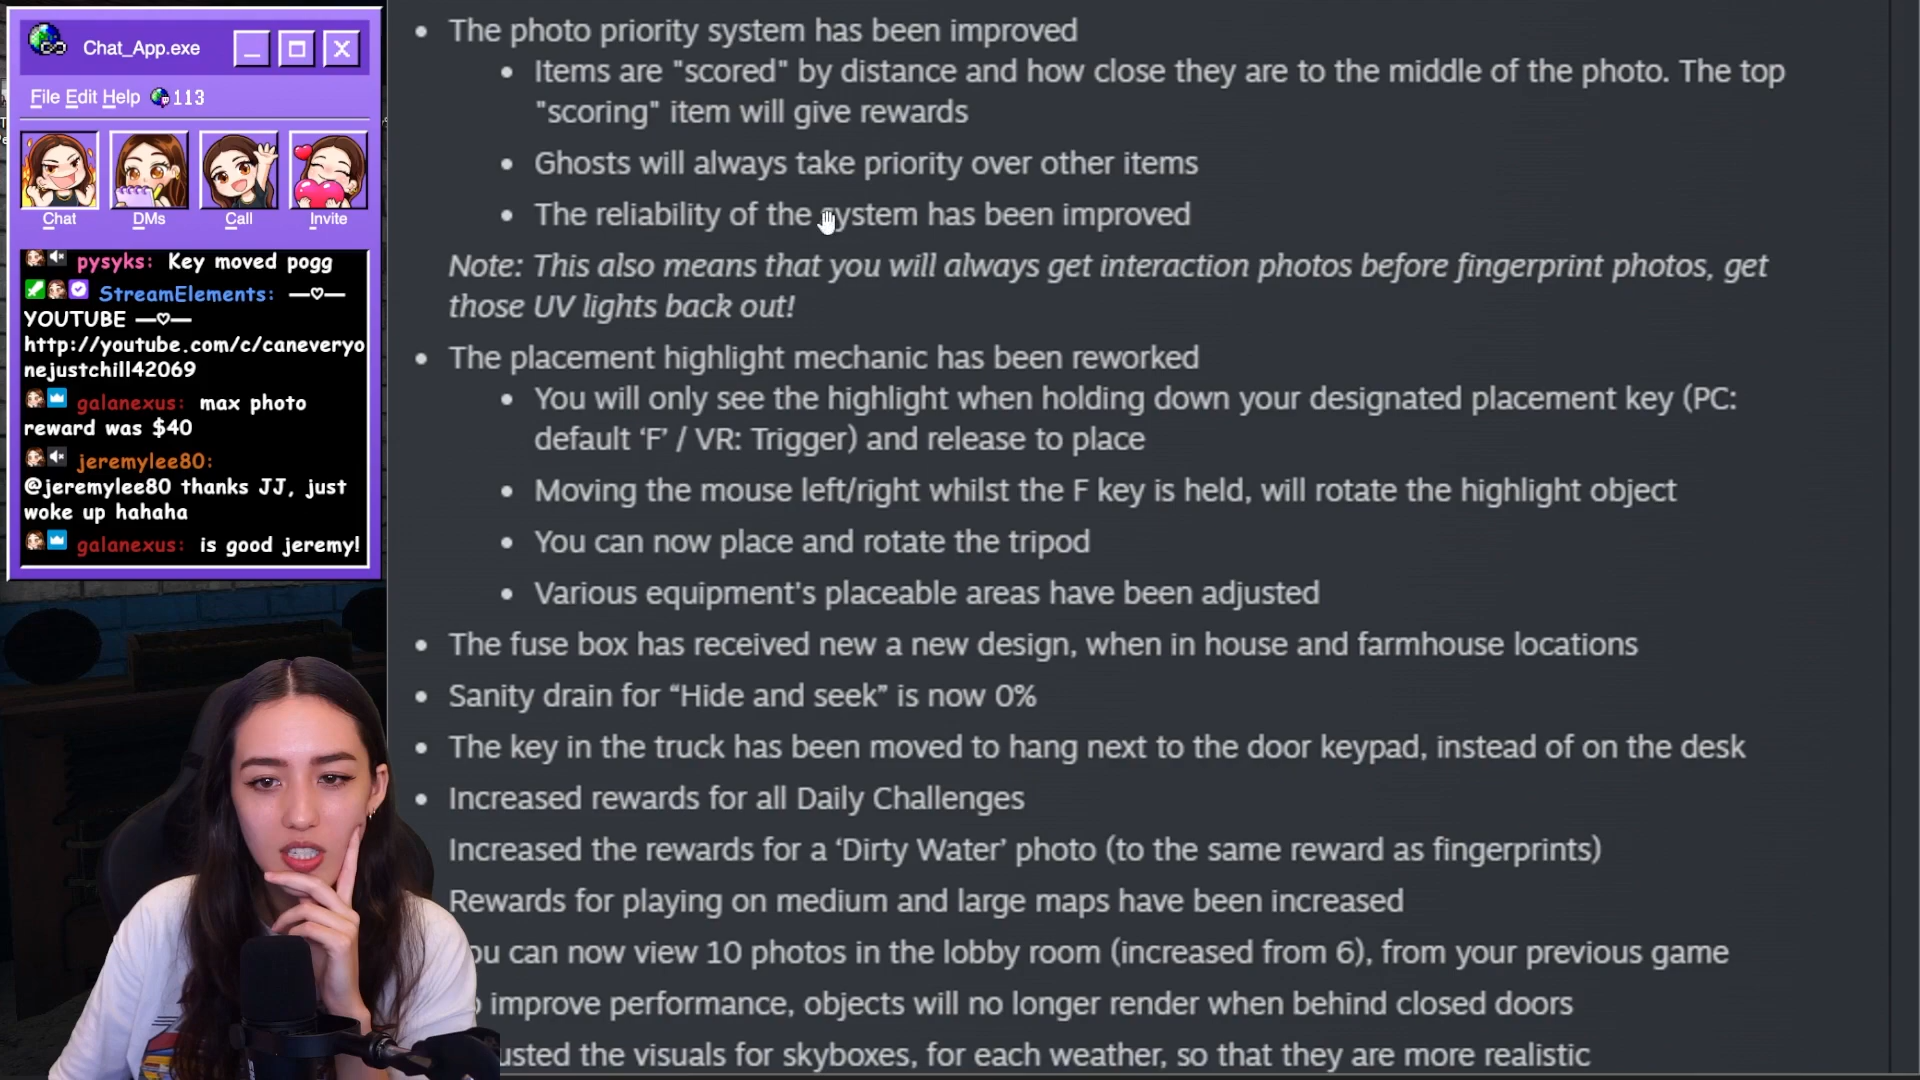 Chat_App.exe
File Edit Help 113
Chat DMs Call Invite
pysyks: Key moved pogg
StreamElements: —♡—
YOUTUBE —♡—
http://youtube.com/c/caneveryo
nejustchill42069
galanexus: max photo
reward was $40
jeremylee80:
@jeremylee80 thanks JJ, just
woke up hahaha
galanexus: is good jeremy!
• The photo priority system has been improved
• Items are "scored" by distance and how close they are to the middle of the photo. The top
"scoring" item will give rewards
• Ghosts will always take priority over other items
• The reliability of the system has been improved
Note: This also means that you will always get interaction photos before fingerprint photos, get
those UV lights back out!
• The placement highlight mechanic has been reworked
• You will only see the highlight when holding down your designated placement key (PC:
default ‘F’ / VR: Trigger) and release to place
• Moving the mouse left/right whilst the F key is held, will rotate the highlight object
• You can now place and rotate the tripod
• Various equipment's placeable areas have been adjusted
• The fuse box has received new a new design, when in house and farmhouse locations
• Sanity drain for “Hide and seek” is now 0%
• The key in the truck has been moved to hang next to the door keypad, instead of on the desk
• Increased rewards for all Daily Challenges
Increased the rewards for a ‘Dirty Water’ photo (to the same reward as fingerprints)
Rewards for playing on medium and large maps have been increased
ou can now view 10 photos in the lobby room (increased from 6), from your previous game
improve performance, objects will no longer render when behind closed doors
usted the visuals for skyboxes, for each weather, so that they are more realistic